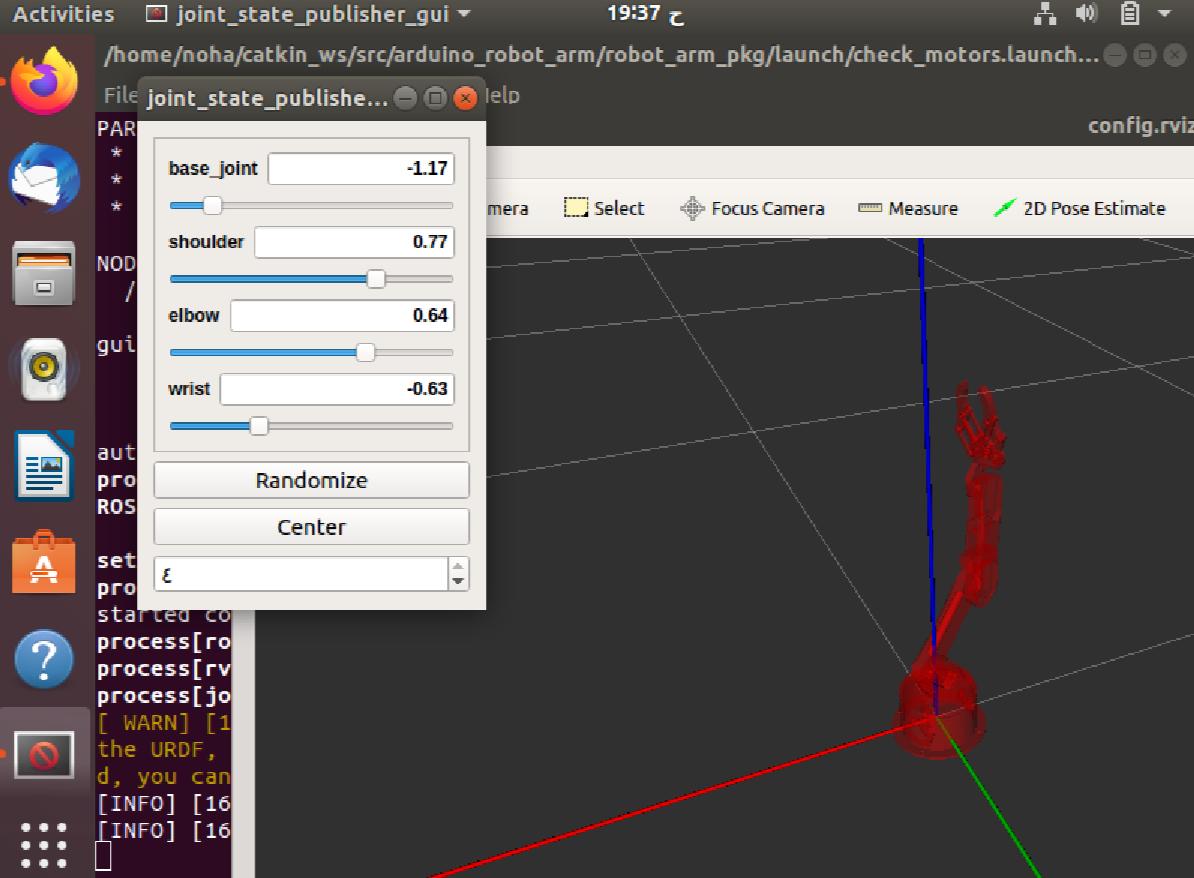 Activities
joint_state_publisher_gui
19:37 ح
/home/noha/catkin_ws/src/arduino_robot_arm/robot_arm_pkg/launch/check_motors.launch...
File
joint_state_publishe...
elp
config.rviz
PAR
*
*
*
NOD
/
gui
aut
pro
ROS
set
pro
started co
process[ro
process[rv
process[jo
[ WARN] [1
the URDF,
d, you can
[INFO] [16
[INFO] [16
base_joint -1.17
shoulder 0.77
elbow 0.64
wrist -0.63
Randomize
Center
٤
mera
Select
Focus Camera
Measure
2D Pose Estimate